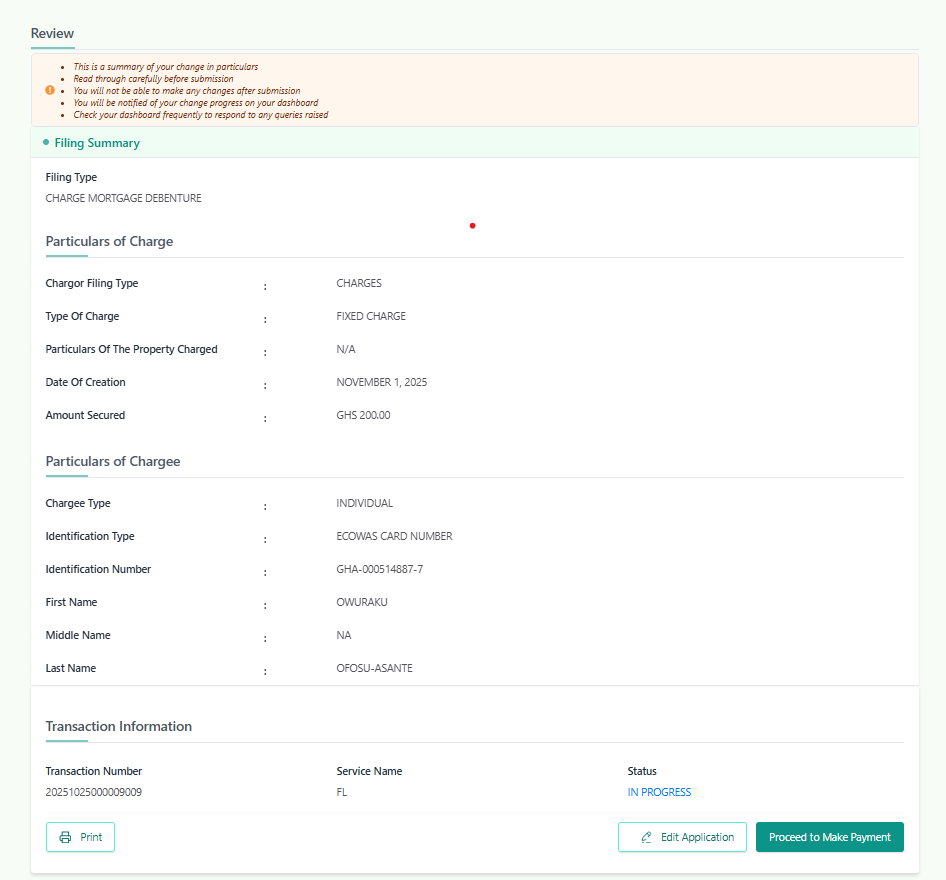 Review
This is a summary of your change in particulars
Read through carefully before submission
You will not be able to make any changes after submission
You will be notified of your change progress on your dashboard
Check your dashboard frequently to respond to any queries raised
Filing Summary
Filing Type
CHARGE MORTGAGE DEBENTURE
Particulars of Charge
Chargor Filing Type : CHARGES
Type Of Charge : FIXED CHARGE
Particulars Of The Property Charged : N/A
Date Of Creation : NOVEMBER 1, 2025
Amount Secured : GHS 200.00
Particulars of Chargee
Chargee Type : INDIVIDUAL
Identification Type : ECOWAS CARD NUMBER
Identification Number : GHA-000514887-7
First Name : OWURAKU
Middle Name : NA
Last Name : OFOSU-ASANTE
Transaction Information
Transaction Number Service Name Status
20251025000009009 FL IN PROGRESS
Print Edit Application Proceed to Make Payment